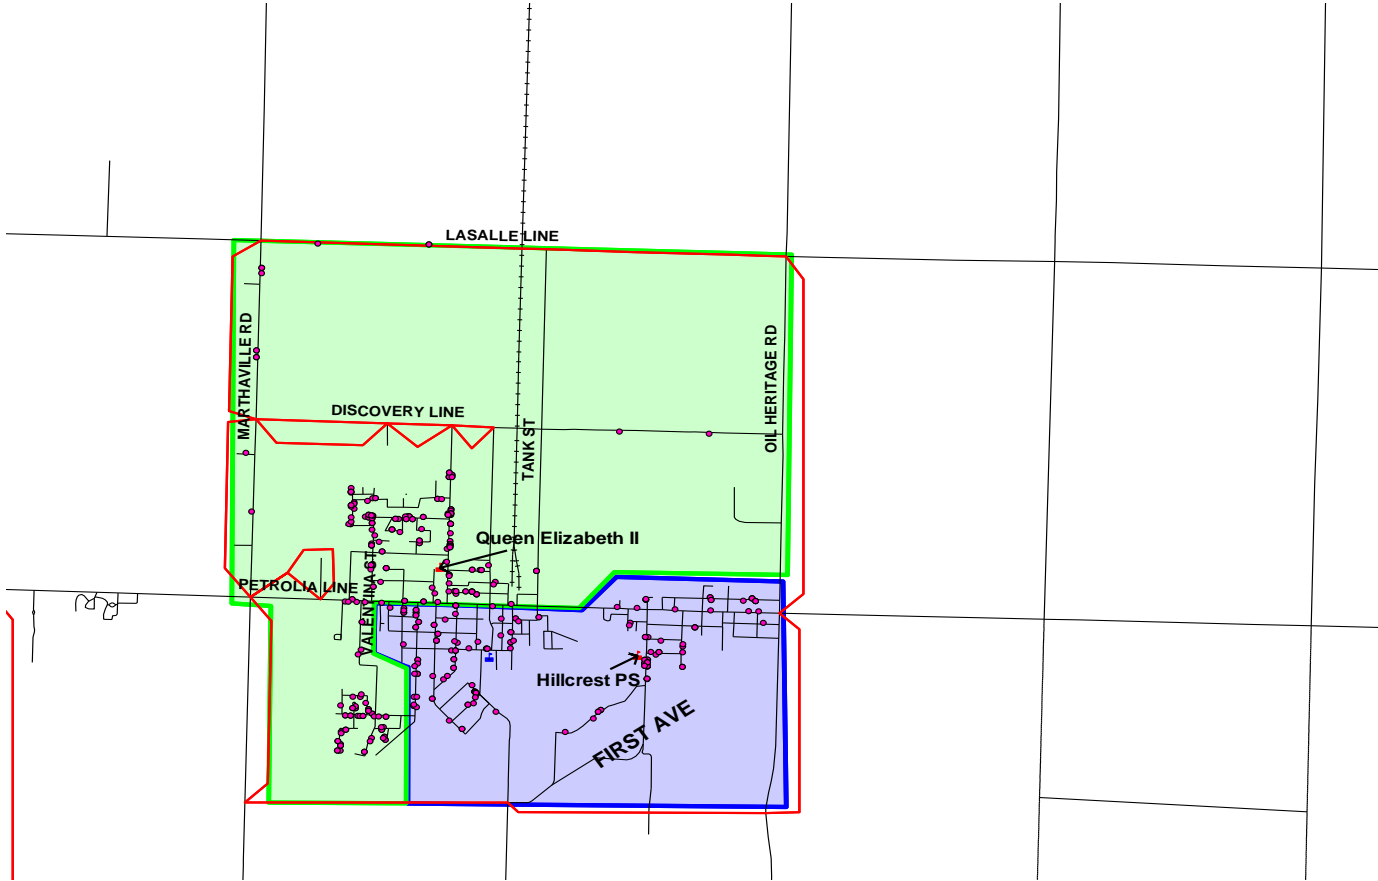 LASALLE LINE
MARTHAVILLE RD
OIL HERITAGE RD
DISCOVERY LINE
TANK ST
Queen Elizabeth II
PETROLIA LINE
VALENTINA ST
Hillcrest PS
FIRST AVE